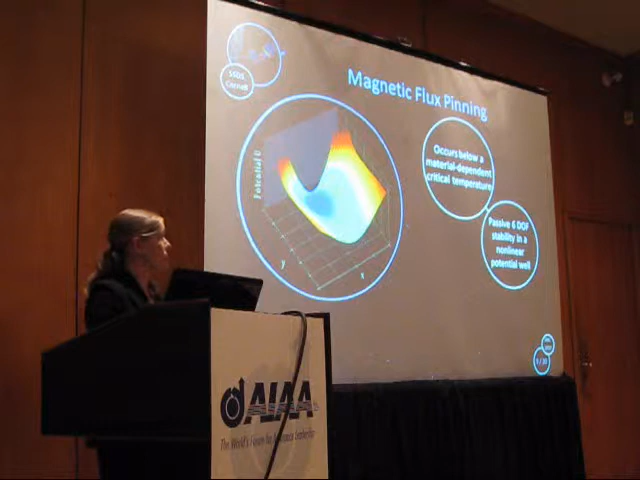 SSDS
Cornell
Magnetic Flux Pinning
Potential U
y
x
Occurs below a
material-dependent
critical temperature
Passive 6 DOF
stability in a
nonlinear
potential well
AIAA
The World's Forum for Aerospace Leadership